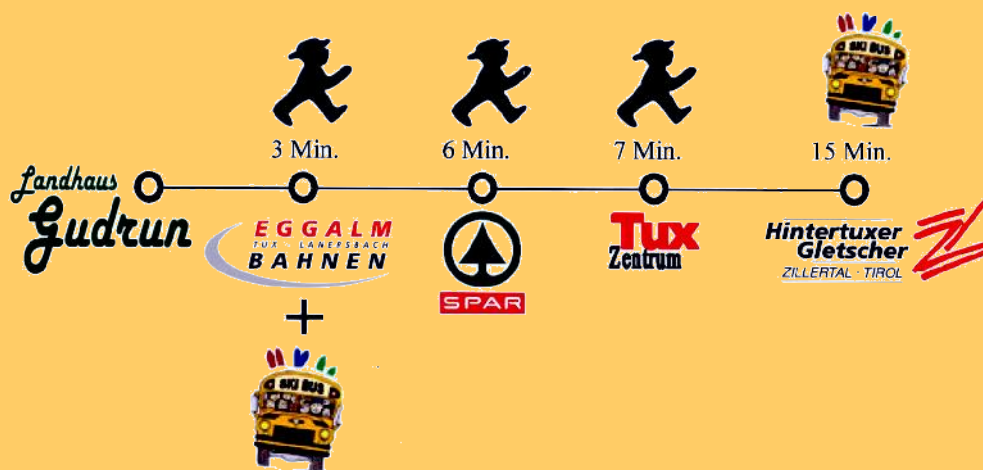 SKI BUS
3 Min.
6 Min.
7 Min.
15 Min.
Landhaus
Gudrun
EGGALM
TUX - LANERSBACH
BAHNEN
SPAR
Tux
Zentrum
Hintertuxer
Gletscher
ZILLERTAL · TIROL
+
SKI BUS